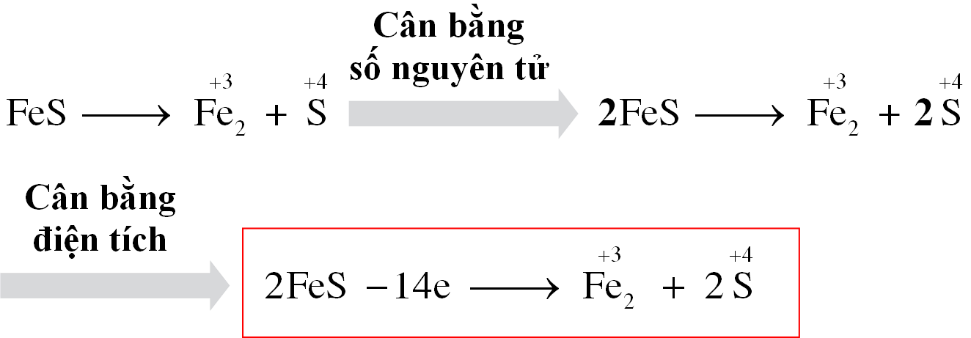 Cân bằng
số nguyên tử
FeS ⟶ F̥e₂⁺³ + S⁺⁴ 2FeS ⟶ Fe₂⁺³ + 2S⁺⁴
Cân bằng
điện tích
2FeS −14e ⟶ Fe₂⁺³ + 2S⁺⁴